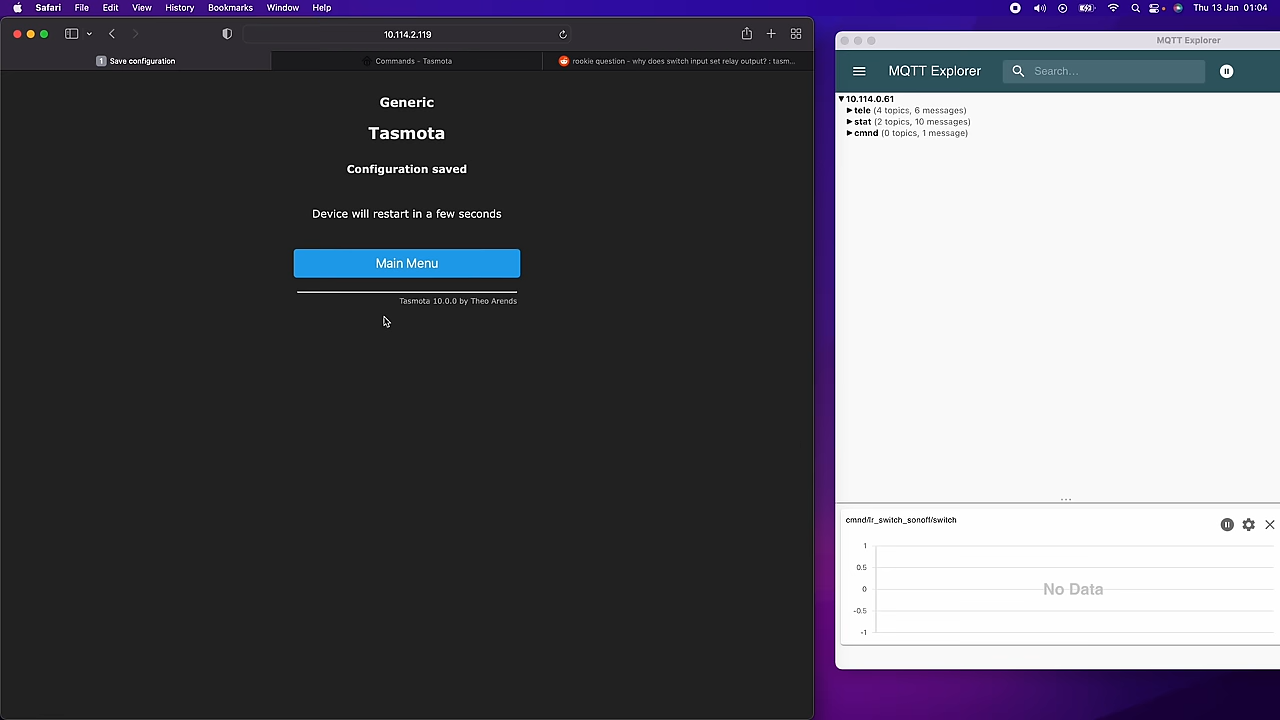 Safari File Edit View History Bookmarks Window Help
Thu 13 Jan 01:04
10.114.2.119
1 Save configuration
Commands - Tasmota
rookie question - why does switch input set relay output? : tasm...
Generic
Tasmota
Configuration saved
Device will restart in a few seconds
Main Menu
Tasmota 10.0.0 by Theo Arends
MQTT Explorer
MQTT Explorer
Search...
▼10.114.0.61
▶tele (4 topics, 6 messages)
▶stat (2 topics, 10 messages)
▶cmnd (0 topics, 1 message)
...
cmnd/lr_switch_sonoff/switch
1
0.5
0
-0.5
-1
No Data